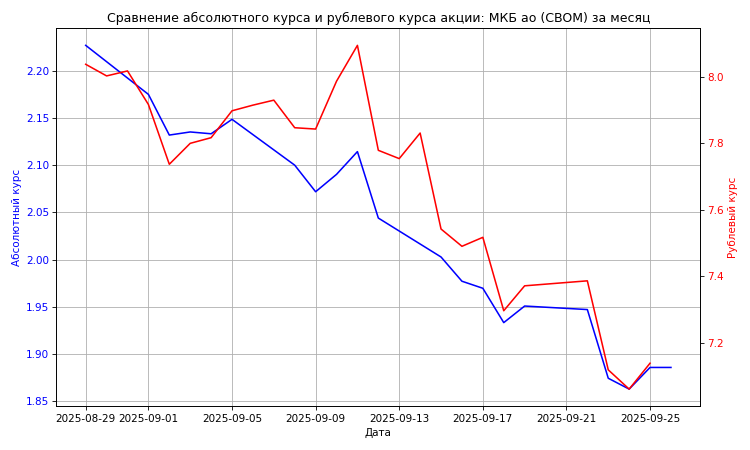 Сравнение абсолютного курса и рублевого курса акции: МКБ ао (CBOM) за месяц
Абсолютный курс
2.20
2.15
2.10
2.05
2.00
1.95
1.90
1.85
8.0
7.8
7.6
7.4
7.2
Рублевый курс
2025-08-29 2025-09-01 2025-09-05 2025-09-09 2025-09-13 2025-09-17 2025-09-21 2025-09-25
Дата